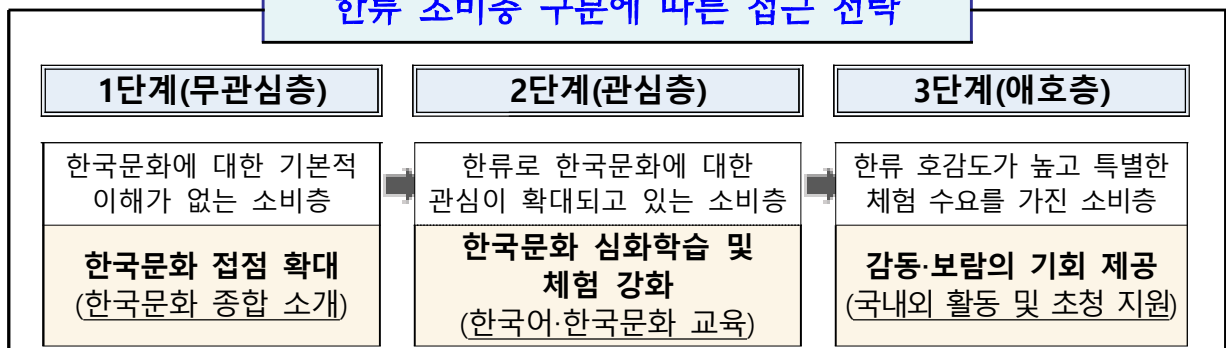 한류 소비층 구분에 따른 접근 전략
1단계(무관심층)
한국문화에 대한 기본적
이해가 없는 소비층
한국문화 접점 확대
(한국문화 종합 소개)
2단계(관심층)
한류로 한국문화에 대한
관심이 확대되고 있는 소비층
한국문화 심화학습 및
체험 강화
(한국어·한국문화 교육)
3단계(애호층)
한류 호감도가 높고 특별한
체험 수요를 가진 소비층
감동·보람의 기회 제공
(국내외 활동 및 초청 지원)